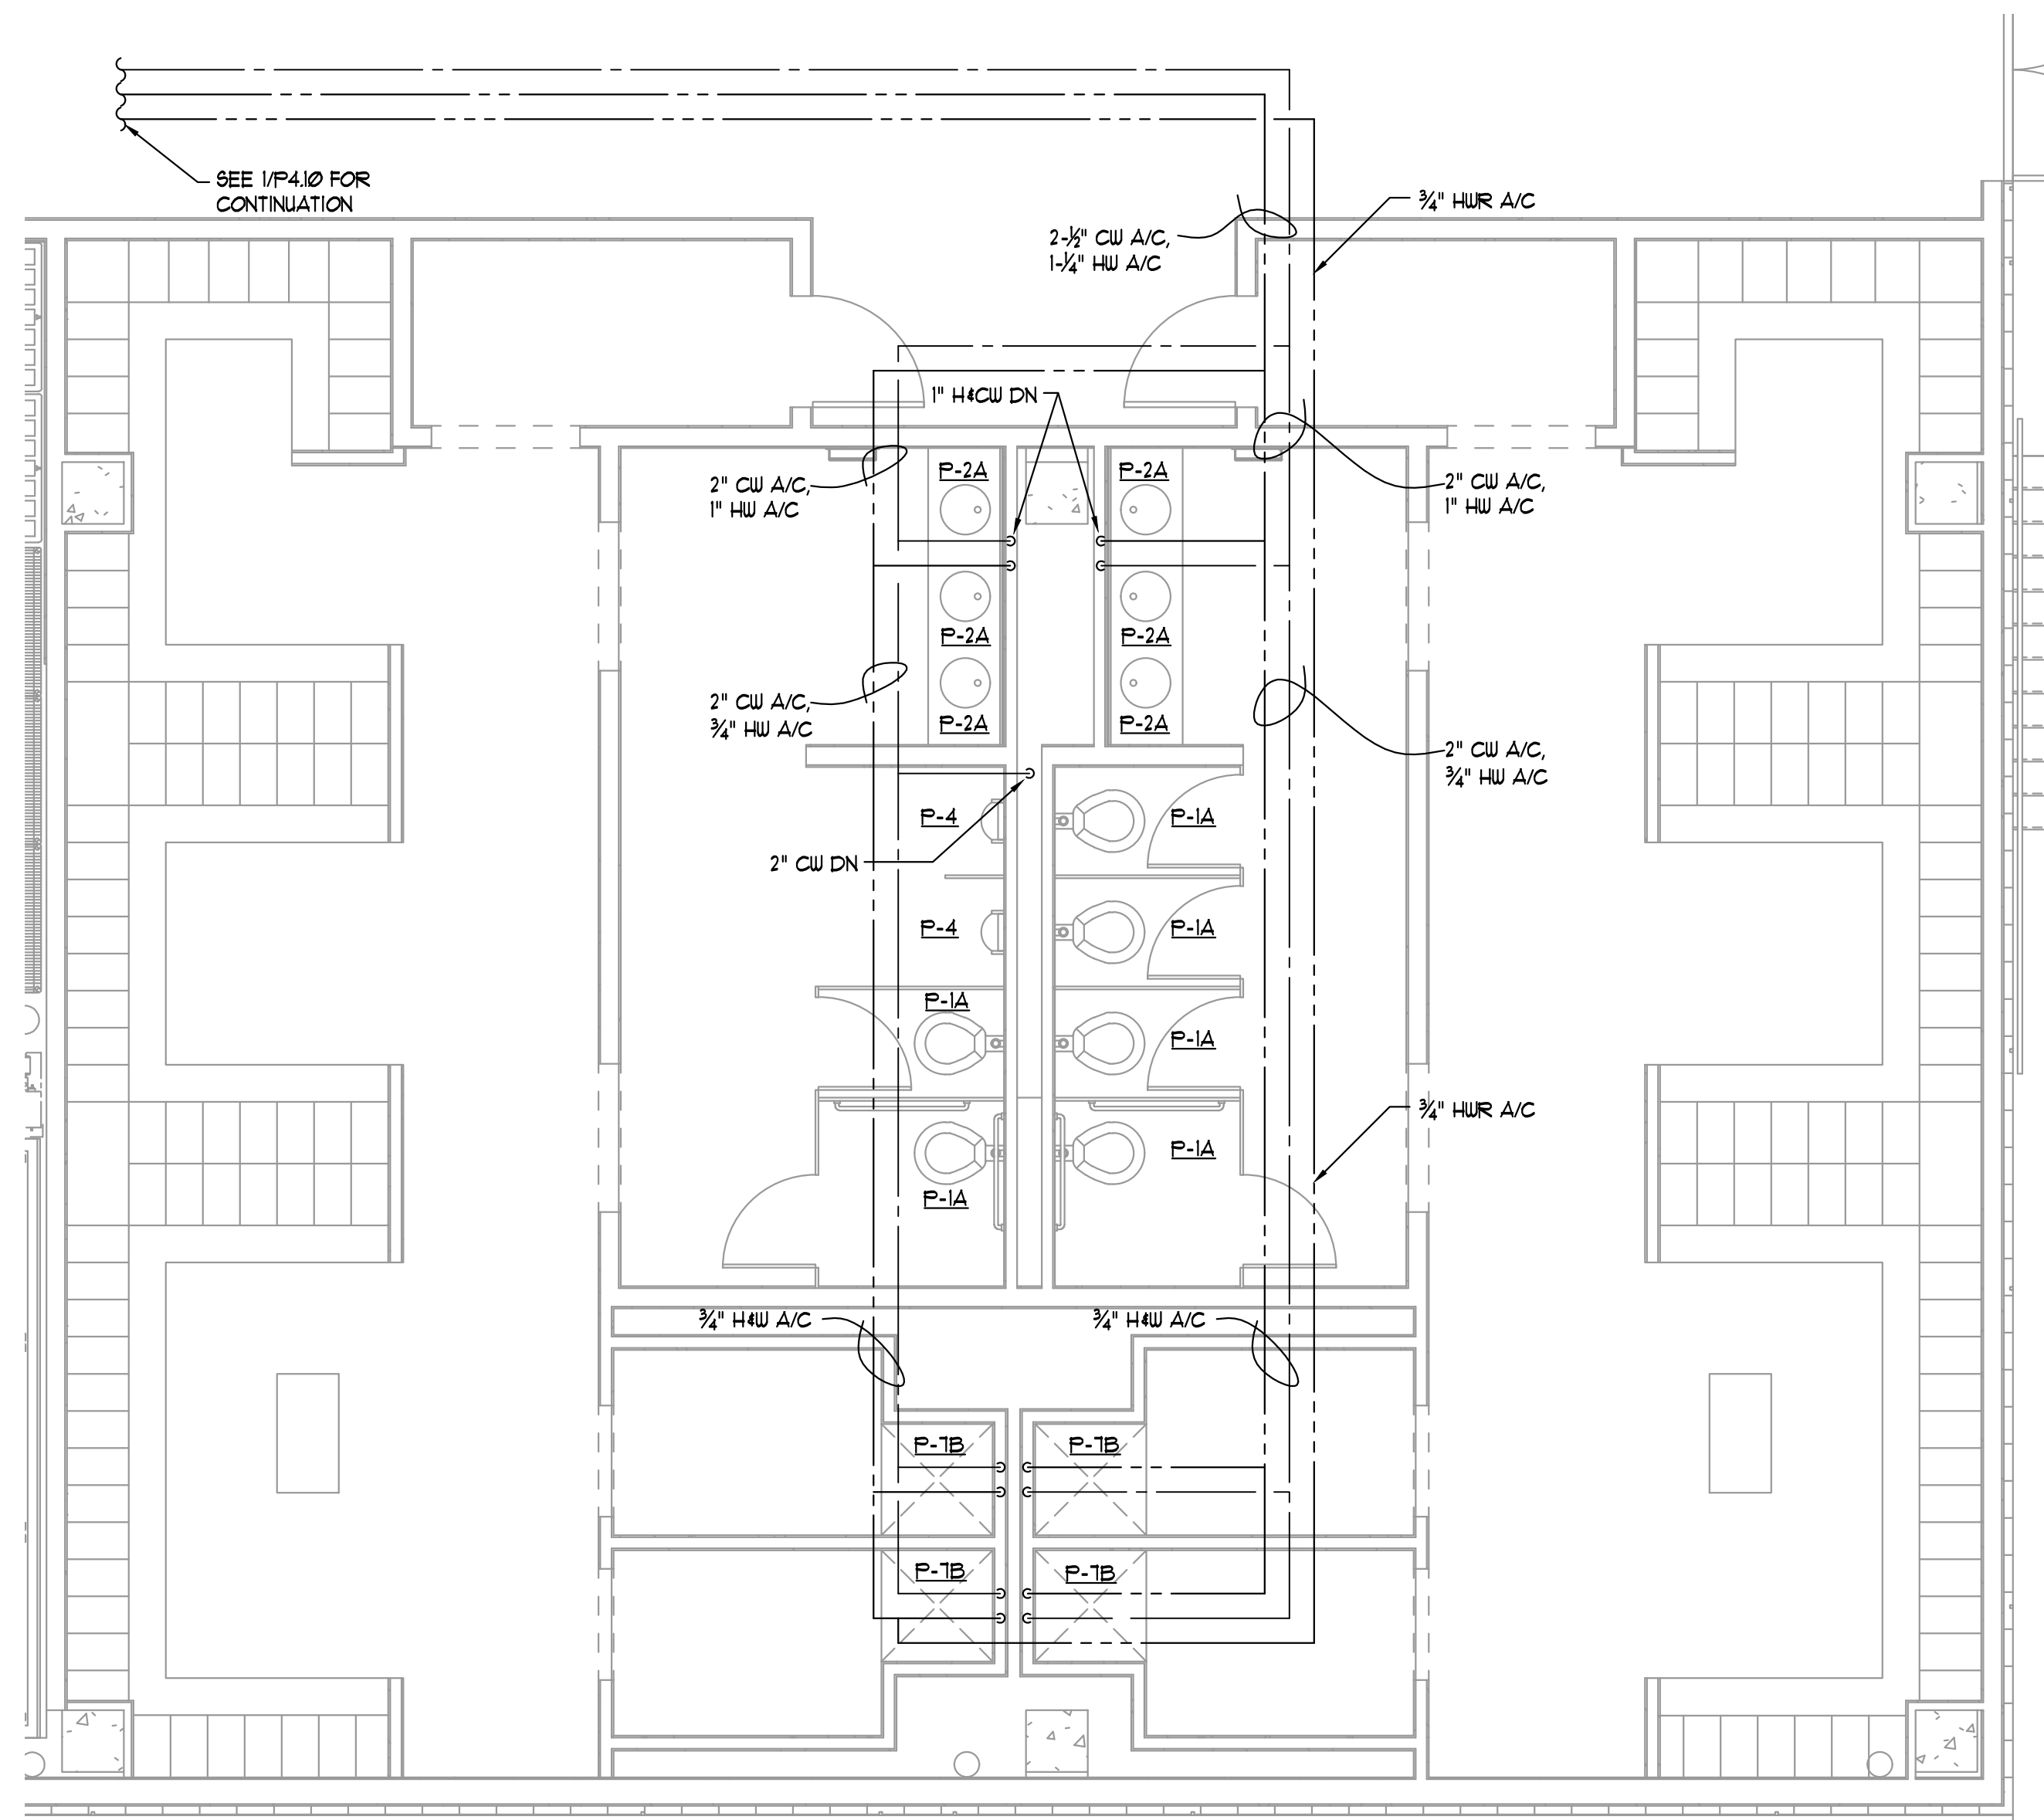 SEE 1/P4.10 FOR
CONTINUATION
3/4" HWR A/C
2-1/2" CW A/C,
1-1/4" HW A/C
1" H&CW DN
P-2A
P-2A
2" CW A/C,
1" HW A/C
2" CW A/C,
1" HW A/C
P-2A
P-2A
2" CW A/C,
3/4" HW A/C
P-2A
P-2A
2" CW A/C,
3/4" HW A/C
P-4
P-1A
2" CW DN
P-4
P-1A
P-1A
P-1A
3/4" HWR A/C
P-1A
P-1A
3/4" H&W A/C
3/4" H&W A/C
P-7B
P-7B
P-7B
P-7B